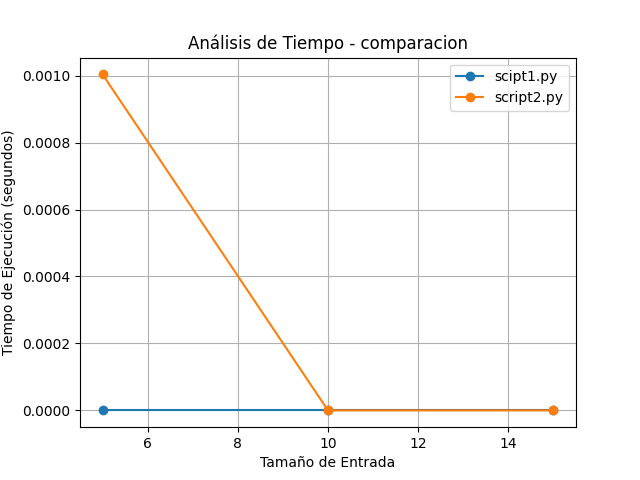 Análisis de Tiempo - comparacion
scipt1.py
script2.py
0.0010
0.0008
0.0006
0.0004
0.0002
0.0000
Tiempo de Ejecución (segundos)
6 8 10 12 14
Tamaño de Entrada